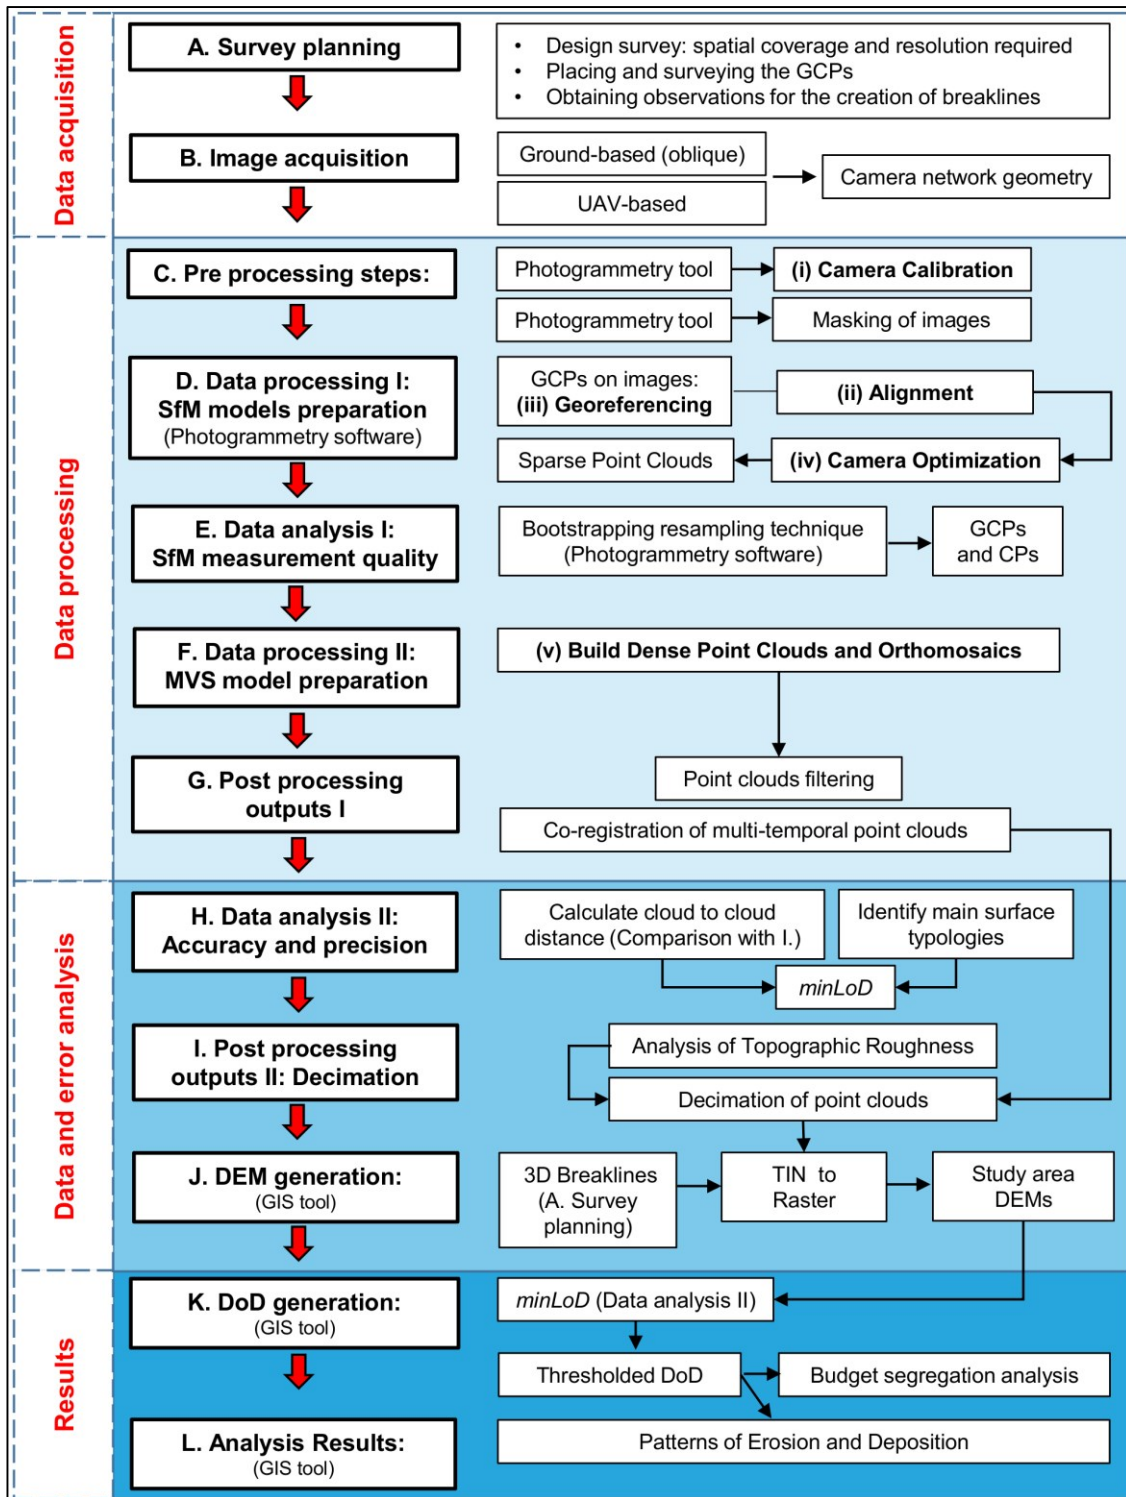 Data acquisition
A. Survey planning
• Design survey: spatial coverage and resolution required
• Placing and surveying the GCPs
• Obtaining observations for the creation of breaklines
B. Image acquisition
Ground-based (oblique)
UAV-based
Camera network geometry
Data processing
C. Pre processing steps:
Photogrammetry tool
(i) Camera Calibration
Photogrammetry tool
Masking of images
D. Data processing I:
SfM models preparation
(Photogrammetry software)
GCPs on images:
(iii) Georeferencing
(ii) Alignment
Sparse Point Clouds
(iv) Camera Optimization
E. Data analysis I:
SfM measurement quality
Bootstrapping resampling technique
(Photogrammetry software)
GCPs
and CPs
F. Data processing II:
MVS model preparation
(v) Build Dense Point Clouds and Orthomosaics
G. Post processing
outputs I
Point clouds filtering
Co-registration of multi-temporal point clouds
Data and error analysis
H. Data analysis II:
Accuracy and precision
Calculate cloud to cloud
distance (Comparison with I.)
Identify main surface
typologies
minLoD
I. Post processing
outputs II: Decimation
Analysis of Topographic Roughness
Decimation of point clouds
J. DEM generation:
(GIS tool)
3D Breaklines
(A. Survey
planning)
TIN to
Raster
Study area
DEMs
Results
K. DoD generation:
(GIS tool)
minLoD (Data analysis II)
Thresholded DoD
Budget segregation analysis
L. Analysis Results:
(GIS tool)
Patterns of Erosion and Deposition